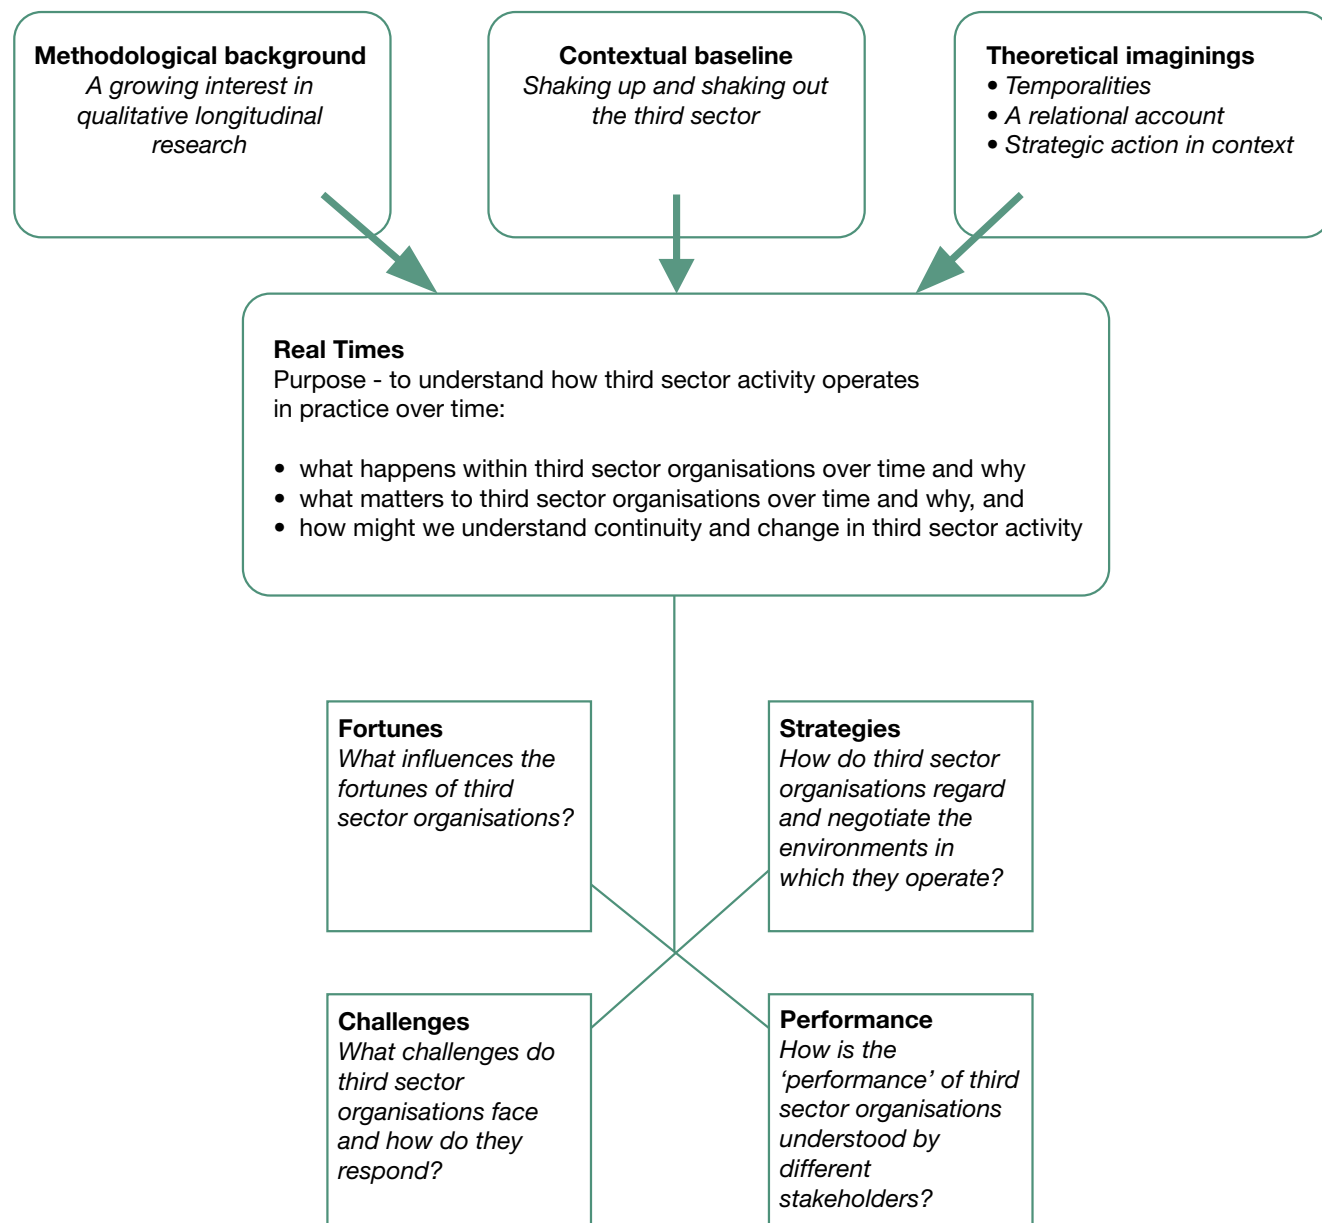 Methodological background
A growing interest in
qualitative longitudinal
research
Contextual baseline
Shaking up and shaking out
the third sector
Theoretical imaginings
• Temporalities
• A relational account
• Strategic action in context
Real Times
Purpose - to understand how third sector activity operates
in practice over time:
• what happens within third sector organisations over time and why
• what matters to third sector organisations over time and why, and
• how might we understand continuity and change in third sector activity
Fortunes
What influences the
fortunes of third
sector organisations?
Strategies
How do third sector
organisations regard
and negotiate the
environments in
which they operate?
Challenges
What challenges do
third sector
organisations face
and how do they
respond?
Performance
How is the
‘performance’ of third
sector organisations
understood by
different
stakeholders?